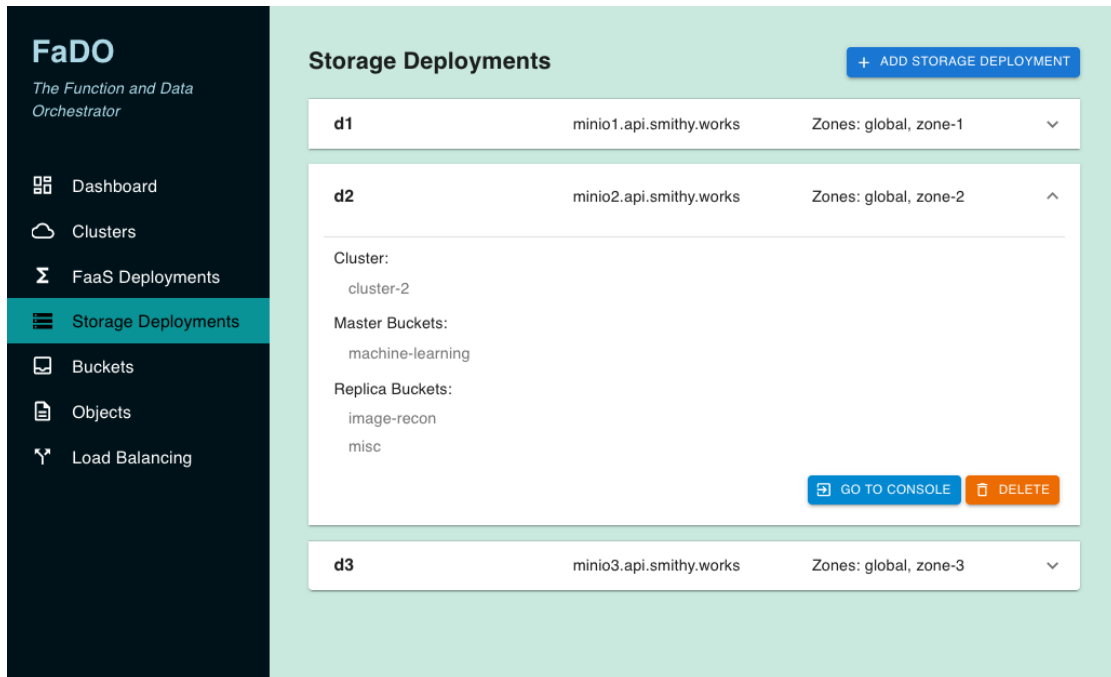 FaDO
The Function and Data
Orchestrator
Dashboard
Clusters
FaaS Deployments
Storage Deployments
Buckets
Objects
Load Balancing
Storage Deployments
+ ADD STORAGE DEPLOYMENT
d1 minio1.api.smithy.works Zones: global, zone-1
d2 minio2.api.smithy.works Zones: global, zone-2
Cluster:
cluster-2
Master Buckets:
machine-learning
Replica Buckets:
image-recon
misc
GO TO CONSOLE DELETE
d3 minio3.api.smithy.works Zones: global, zone-3